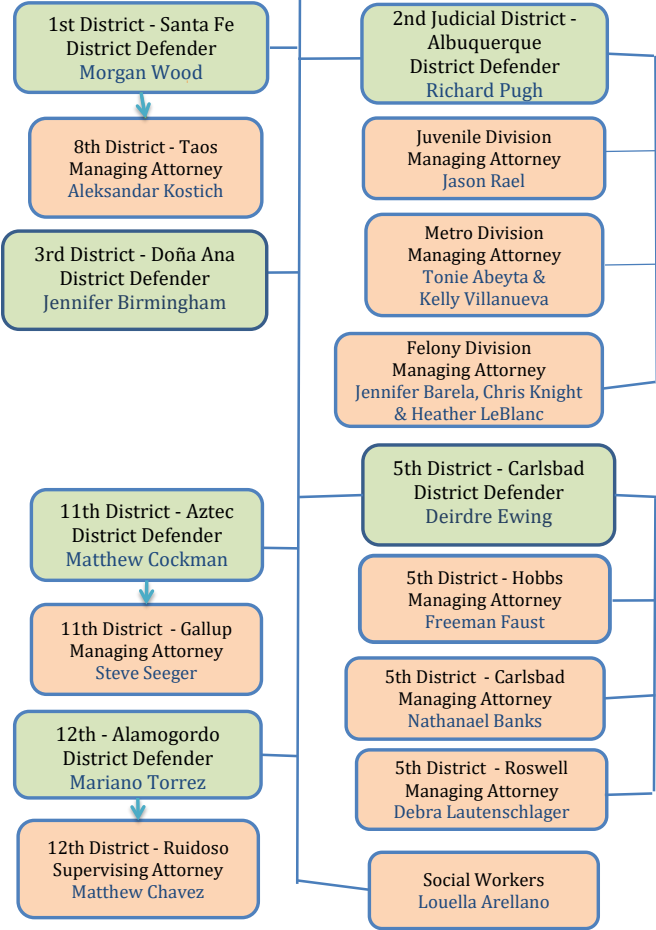 1st District - Santa Fe
District Defender
Morgan Wood
8th District - Taos
Managing Attorney
Aleksandar Kostich
3rd District - Doña Ana
District Defender
Jennifer Birmingham
11th District - Aztec
District Defender
Matthew Cockman
11th District - Gallup
Managing Attorney
Steve Seeger
12th - Alamogordo
District Defender
Mariano Torrez
12th District - Ruidoso
Supervising Attorney
Matthew Chavez
2nd Judicial District -
Albuquerque
District Defender
Richard Pugh
Juvenile Division
Managing Attorney
Jason Rael
Metro Division
Managing Attorney
Tonie Abeyta &
Kelly Villanueva
Felony Division
Managing Attorney
Jennifer Barela, Chris Knight
& Heather LeBlanc
5th District - Carlsbad
District Defender
Deirdre Ewing
5th District - Hobbs
Managing Attorney
Freeman Faust
5th District - Carlsbad
Managing Attorney
Nathanael Banks
5th District - Roswell
Managing Attorney
Debra Lautenschlager
Social Workers
Louella Arellano